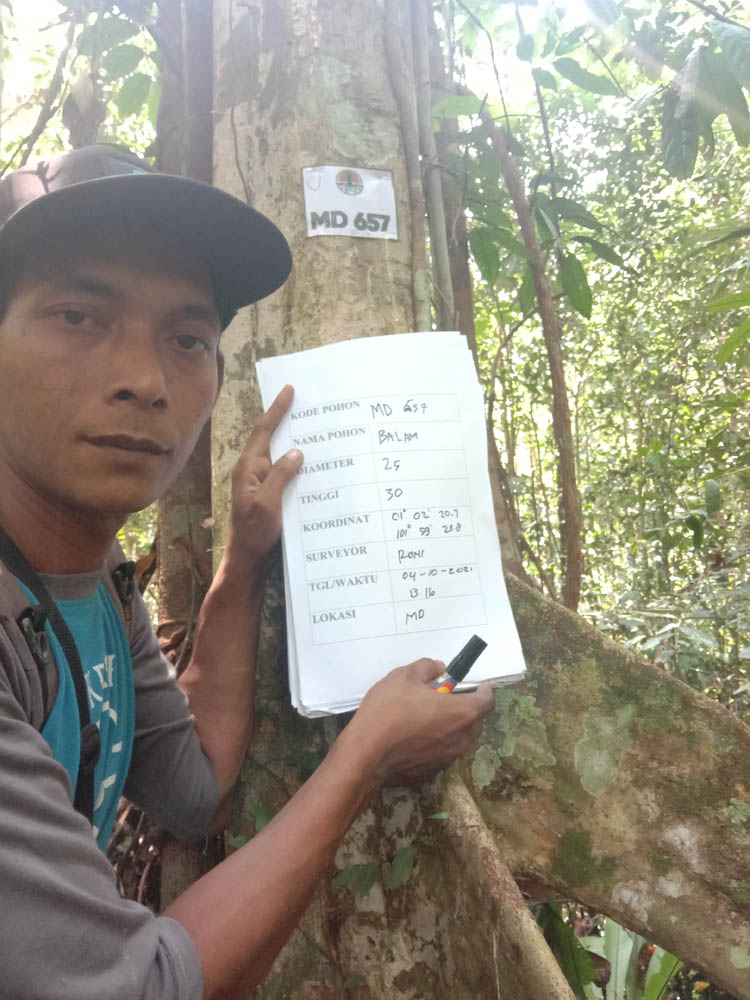 MD 657
KODE POHON MD 657
NAMA POHON BALAM
DIAMETER 25
TINGGI 30
KOORDINAT 01° 02' 20.7
101° 59' 28.8
SURVEYOR RONI
TGL/WAKTU 04-10-2021
13.16
LOKASI MD